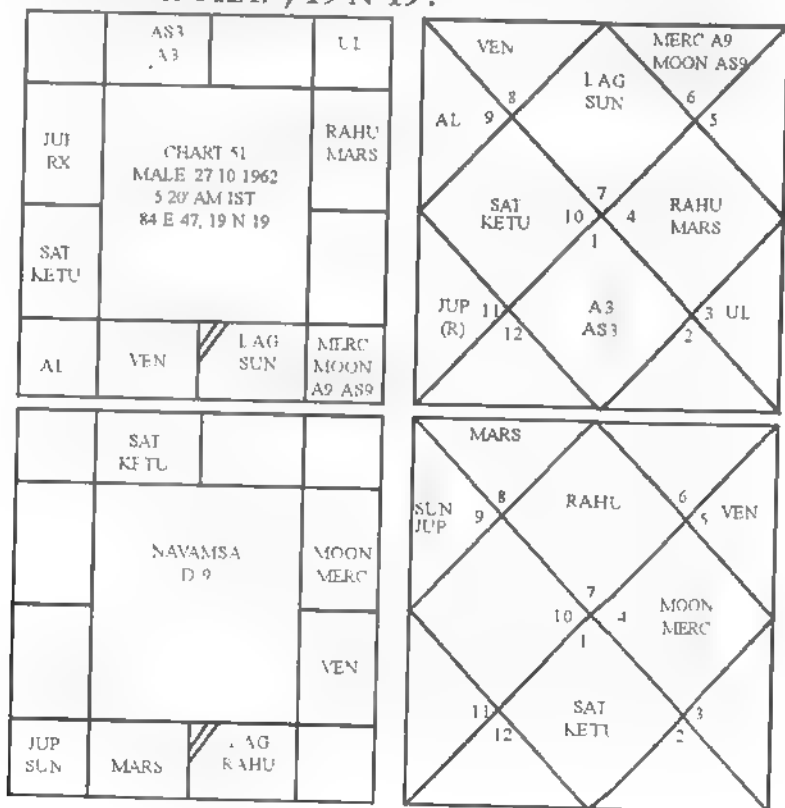 19 N 19.
AS3
A3
UL
JUP
RX
RAHU
MARS
CHART 51
MALE 27 10 1962
5 20' AM IST
84 E 47, 19 N 19
SAT
KETU
AL
VEN
LAG
SUN
MERC
MOON
A9 AS9
VEN
LAG
SUN
MERC A9
MOON AS9
8
6
AL
9
5
SAT
KETU
7
10
4
1
RAHU
MARS
JUP
(R)
11
12
A3
AS3
3
2
UL
SAT
KETU
NAVAMSA
D 9
MOON
MERC
VEN
JUP
SUN
MARS
LAG
RAHU
MARS
RAHU
8
6
SUN
JUP
9
5
VEN
7
10
4
1
MOON
MERC
11
12
SAT
KETU
3
2